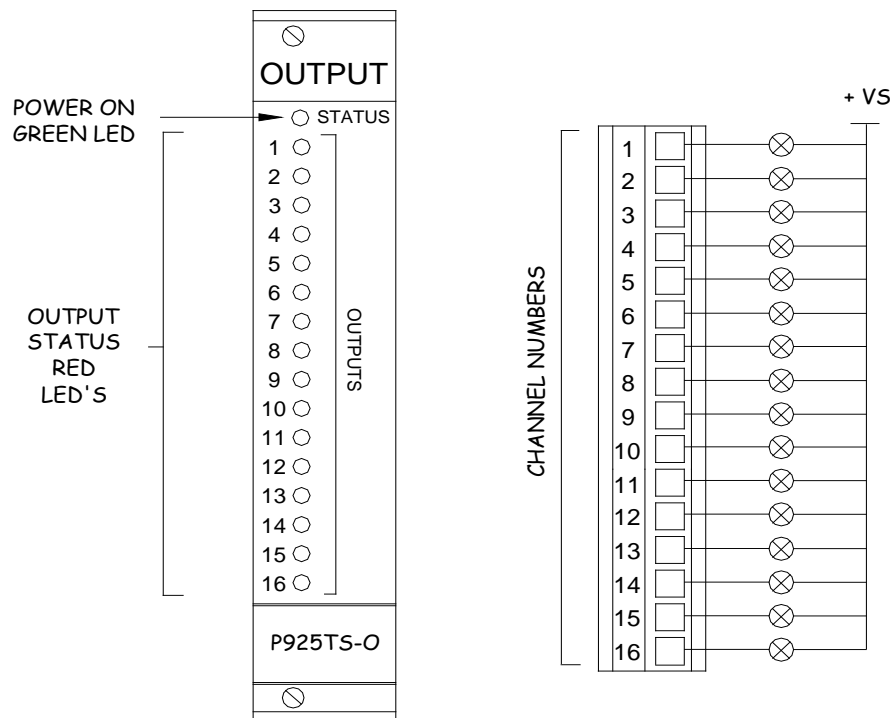 OUTPUT
POWER ON
GREEN LED
STATUS
1
2
3
4
5
6
7
8
9
10
11
12
13
14
15
16
OUTPUTS
OUTPUT
STATUS
RED
LED'S
P925TS-O
+ VS
CHANNEL NUMBERS
1
2
3
4
5
6
7
8
9
10
11
12
13
14
15
16